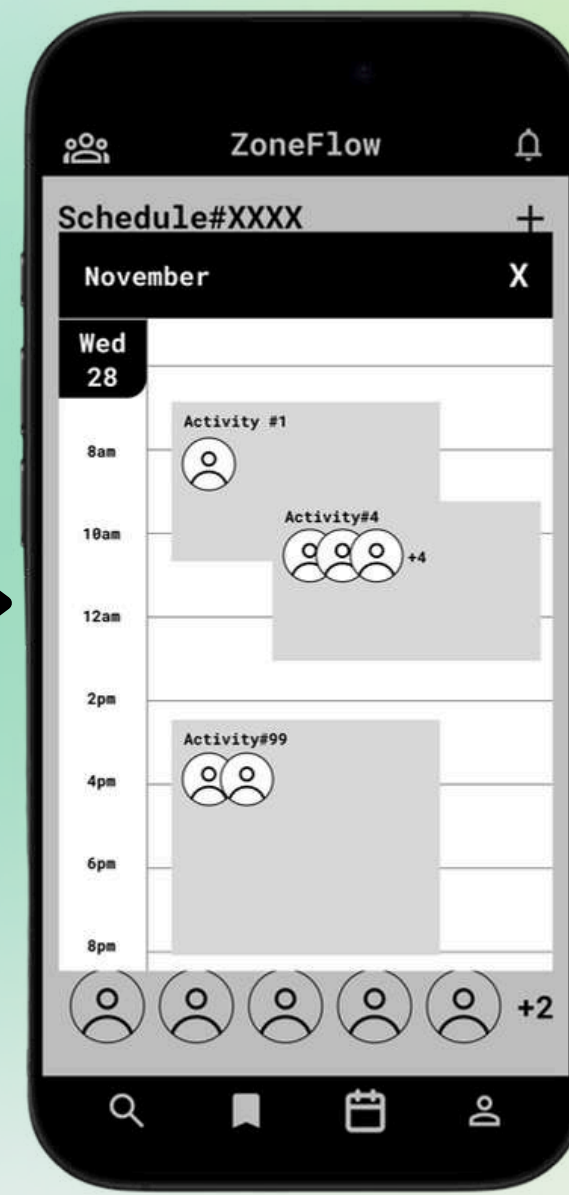 ZoneFlow
Schedule#XXXX +
November X
Wed
28
Activity #1
8am
Activity#4
10am
+4
12am
2pm
Activity#99
4pm
6pm
8pm
+2